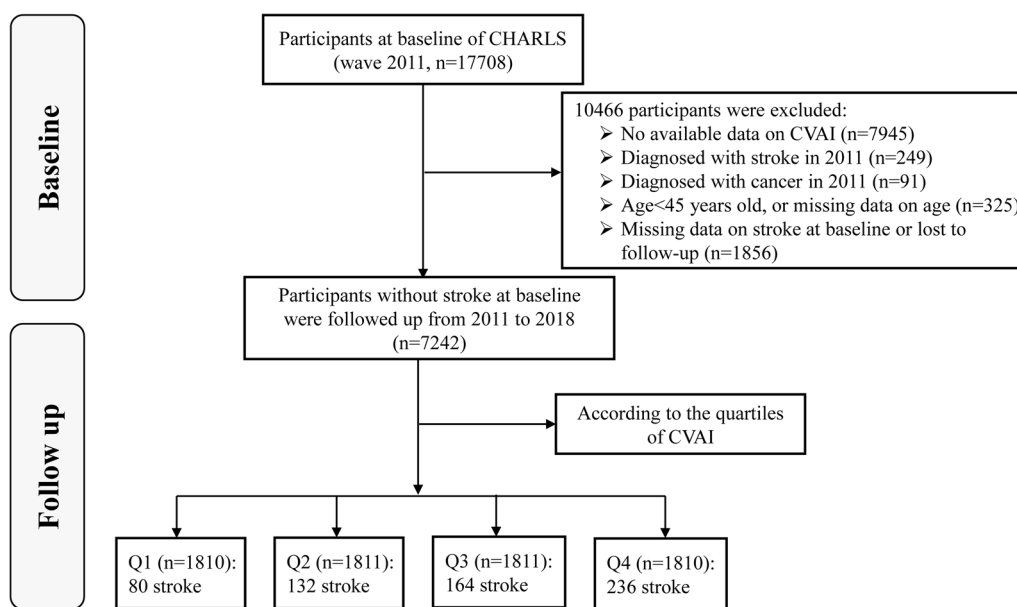 Baseline
Participants at baseline of CHARLS
(wave 2011, n=17708)
10466 participants were excluded:
➢ No available data on CVAI (n=7945)
➢ Diagnosed with stroke in 2011 (n=249)
➢ Diagnosed with cancer in 2011 (n=91)
➢ Age<45 years old, or missing data on age (n=325)
➢ Missing data on stroke at baseline or lost to
follow-up (n=1856)
Participants without stroke at baseline
were followed up from 2011 to 2018
(n=7242)
Follow up
According to the quartiles
of CVAI
Q1 (n=1810):
80 stroke
Q2 (n=1811):
132 stroke
Q3 (n=1811):
164 stroke
Q4 (n=1810):
236 stroke